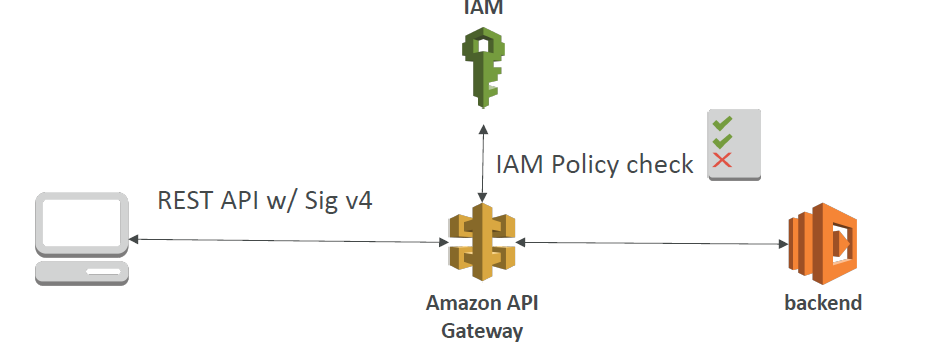 IAM
IAM Policy check
REST API w/ Sig v4
Amazon API
Gateway
backend